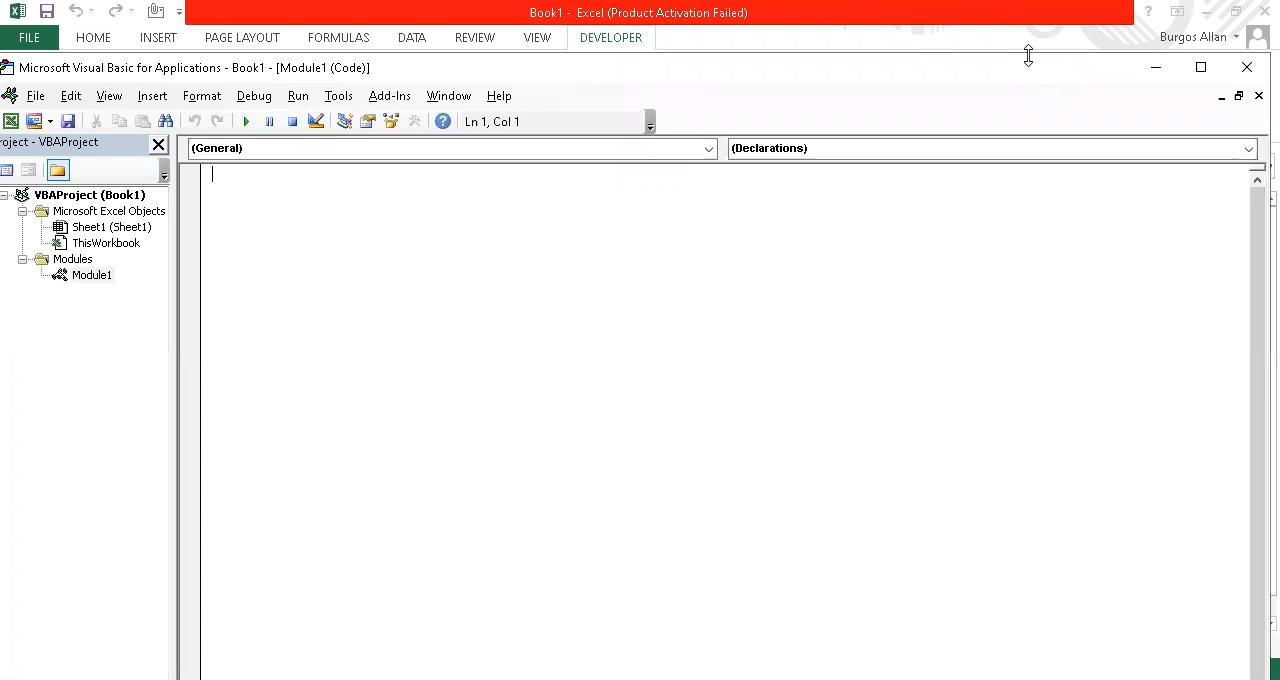 Book1 - Excel (Product Activation Failed)
FILE HOME INSERT PAGE LAYOUT FORMULAS DATA REVIEW VIEW DEVELOPER Burgos Allan
Microsoft Visual Basic for Applications - Book1 - [Module1 (Code)]
File Edit View Insert Format Debug Run Tools Add-Ins Window Help
Ln 1, Col 1
roject - VBAProject
(General) (Declarations)
VBAProject (Book1)
Microsoft Excel Objects
Sheet1 (Sheet1)
ThisWorkbook
Modules
Module1